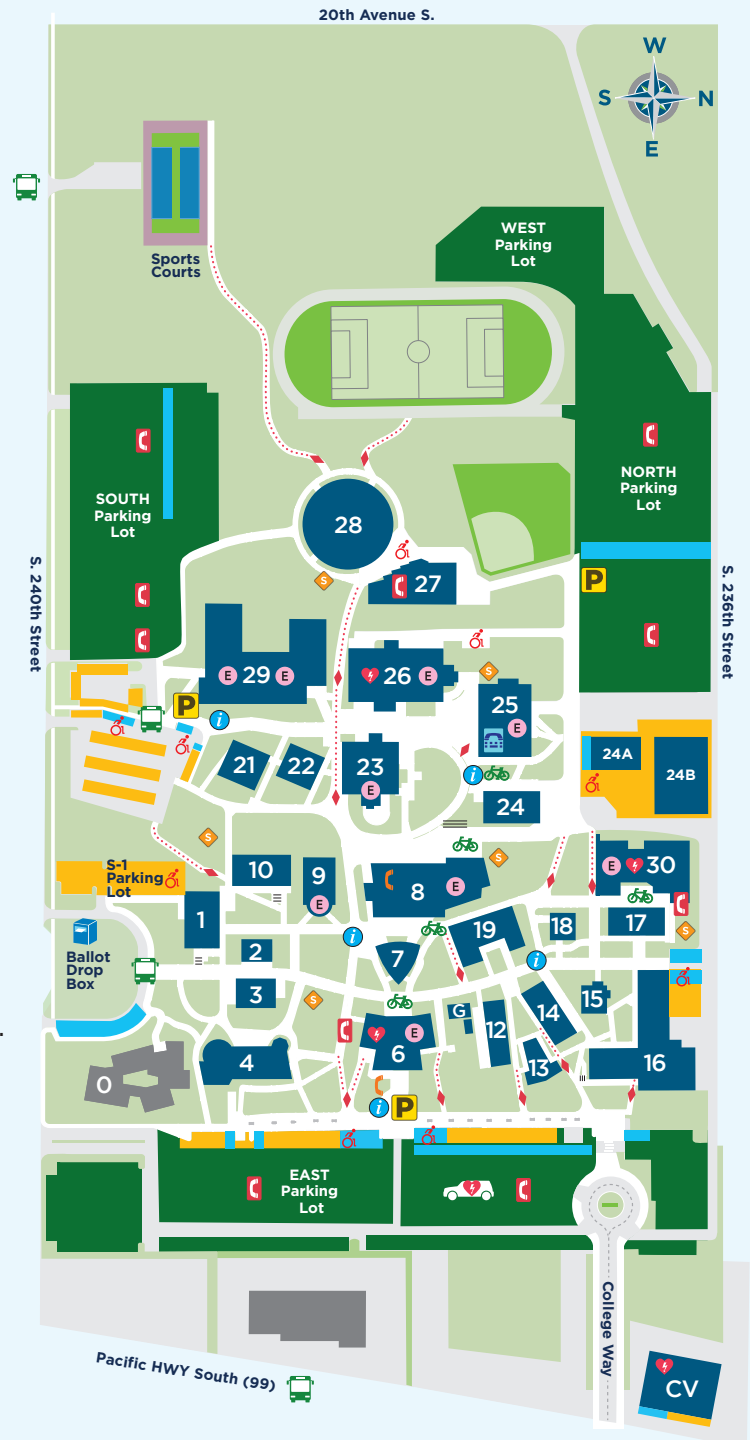 20th Avenue S.
W
S
N
E
Sports
Courts
WEST
Parking
Lot
SOUTH
Parking
Lot
NORTH
Parking
Lot
28
S. 240th Street
S. 236th Street
P
S
27
E
29
E
26
E
S
25
E
P
i
21
22
23
E
i
24
24A
24B
S
10
9
E
8
E
S
E
30
S-1
Parking
Lot
1
2
3
i
7
19
18
17
S
i
Ballot
Drop
Box
S
G
12
14
15
16
13
E
6
4
0
i
P
EAST
Parking
Lot
College Way
Pacific HWY South (99)
CV